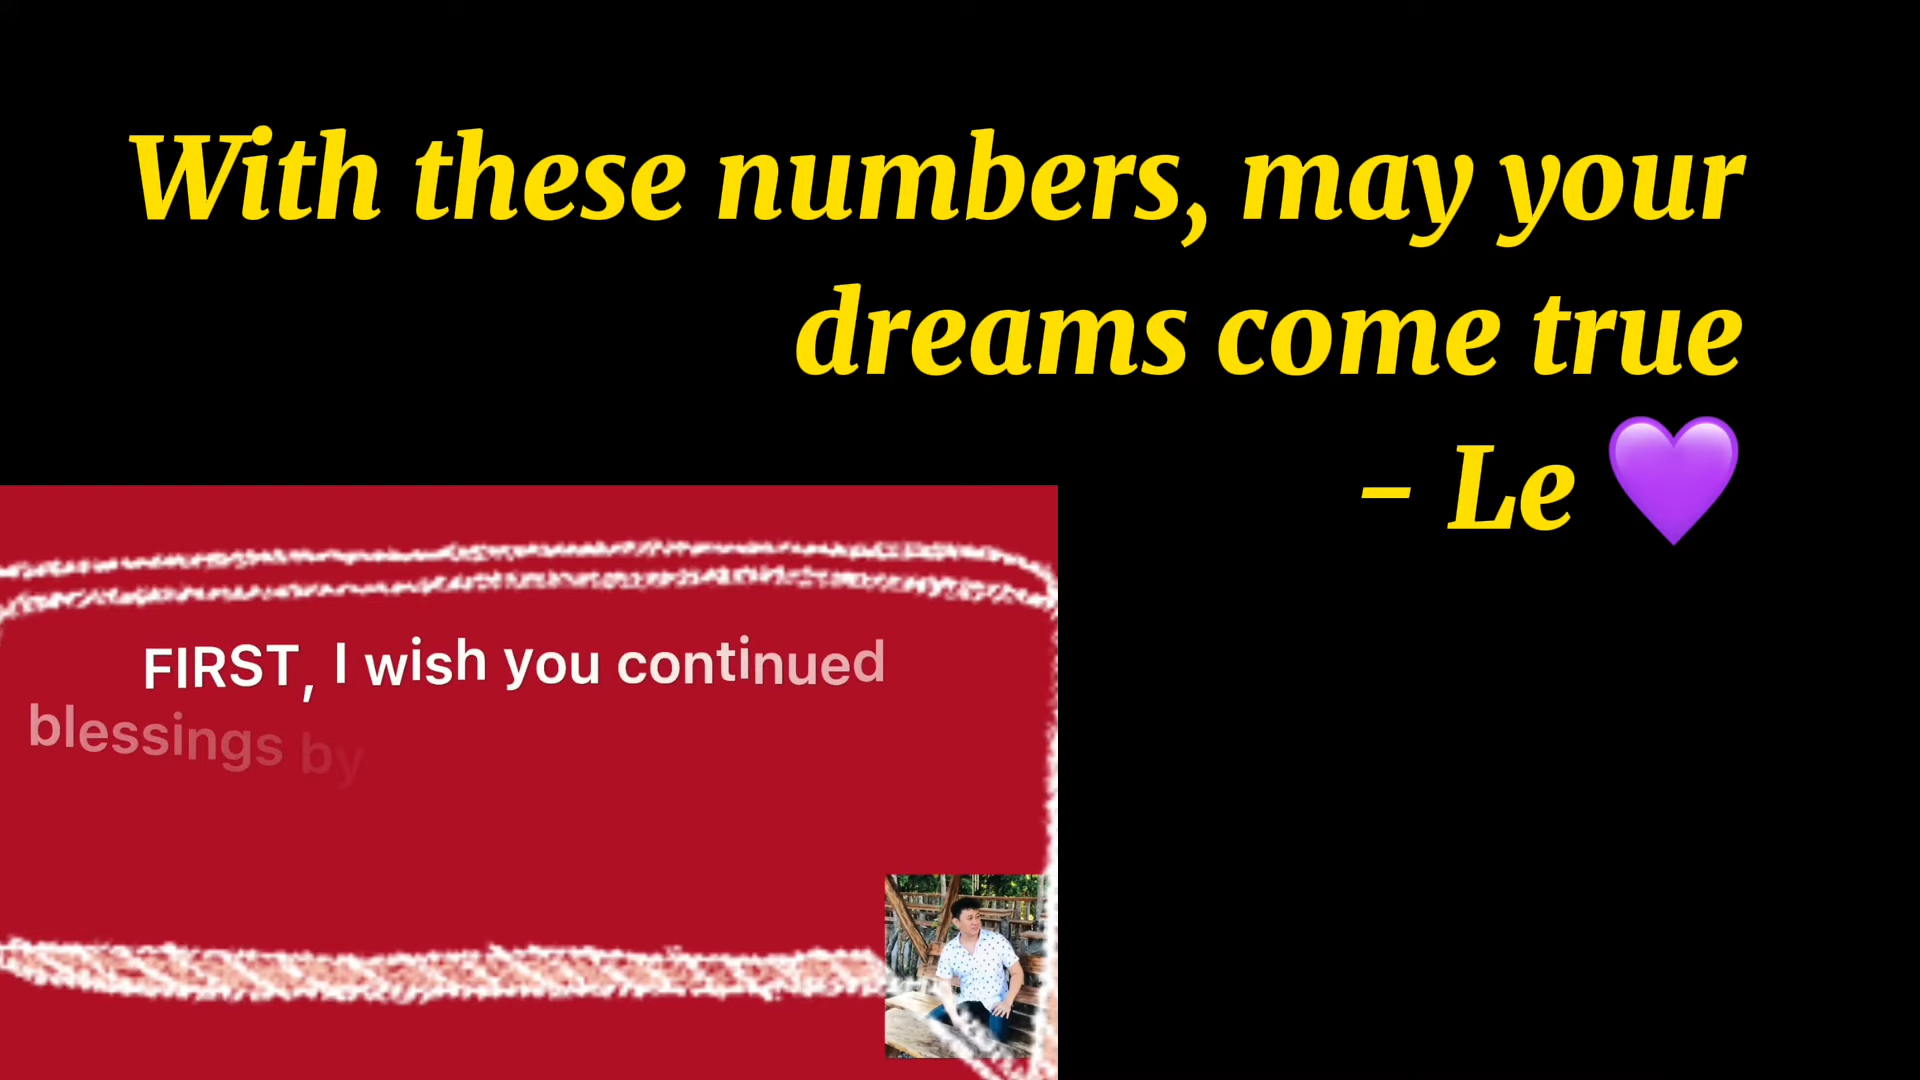 With these numbers, may your
dreams come true
- Le 💜
FIRST, I wish you continued
blessings by